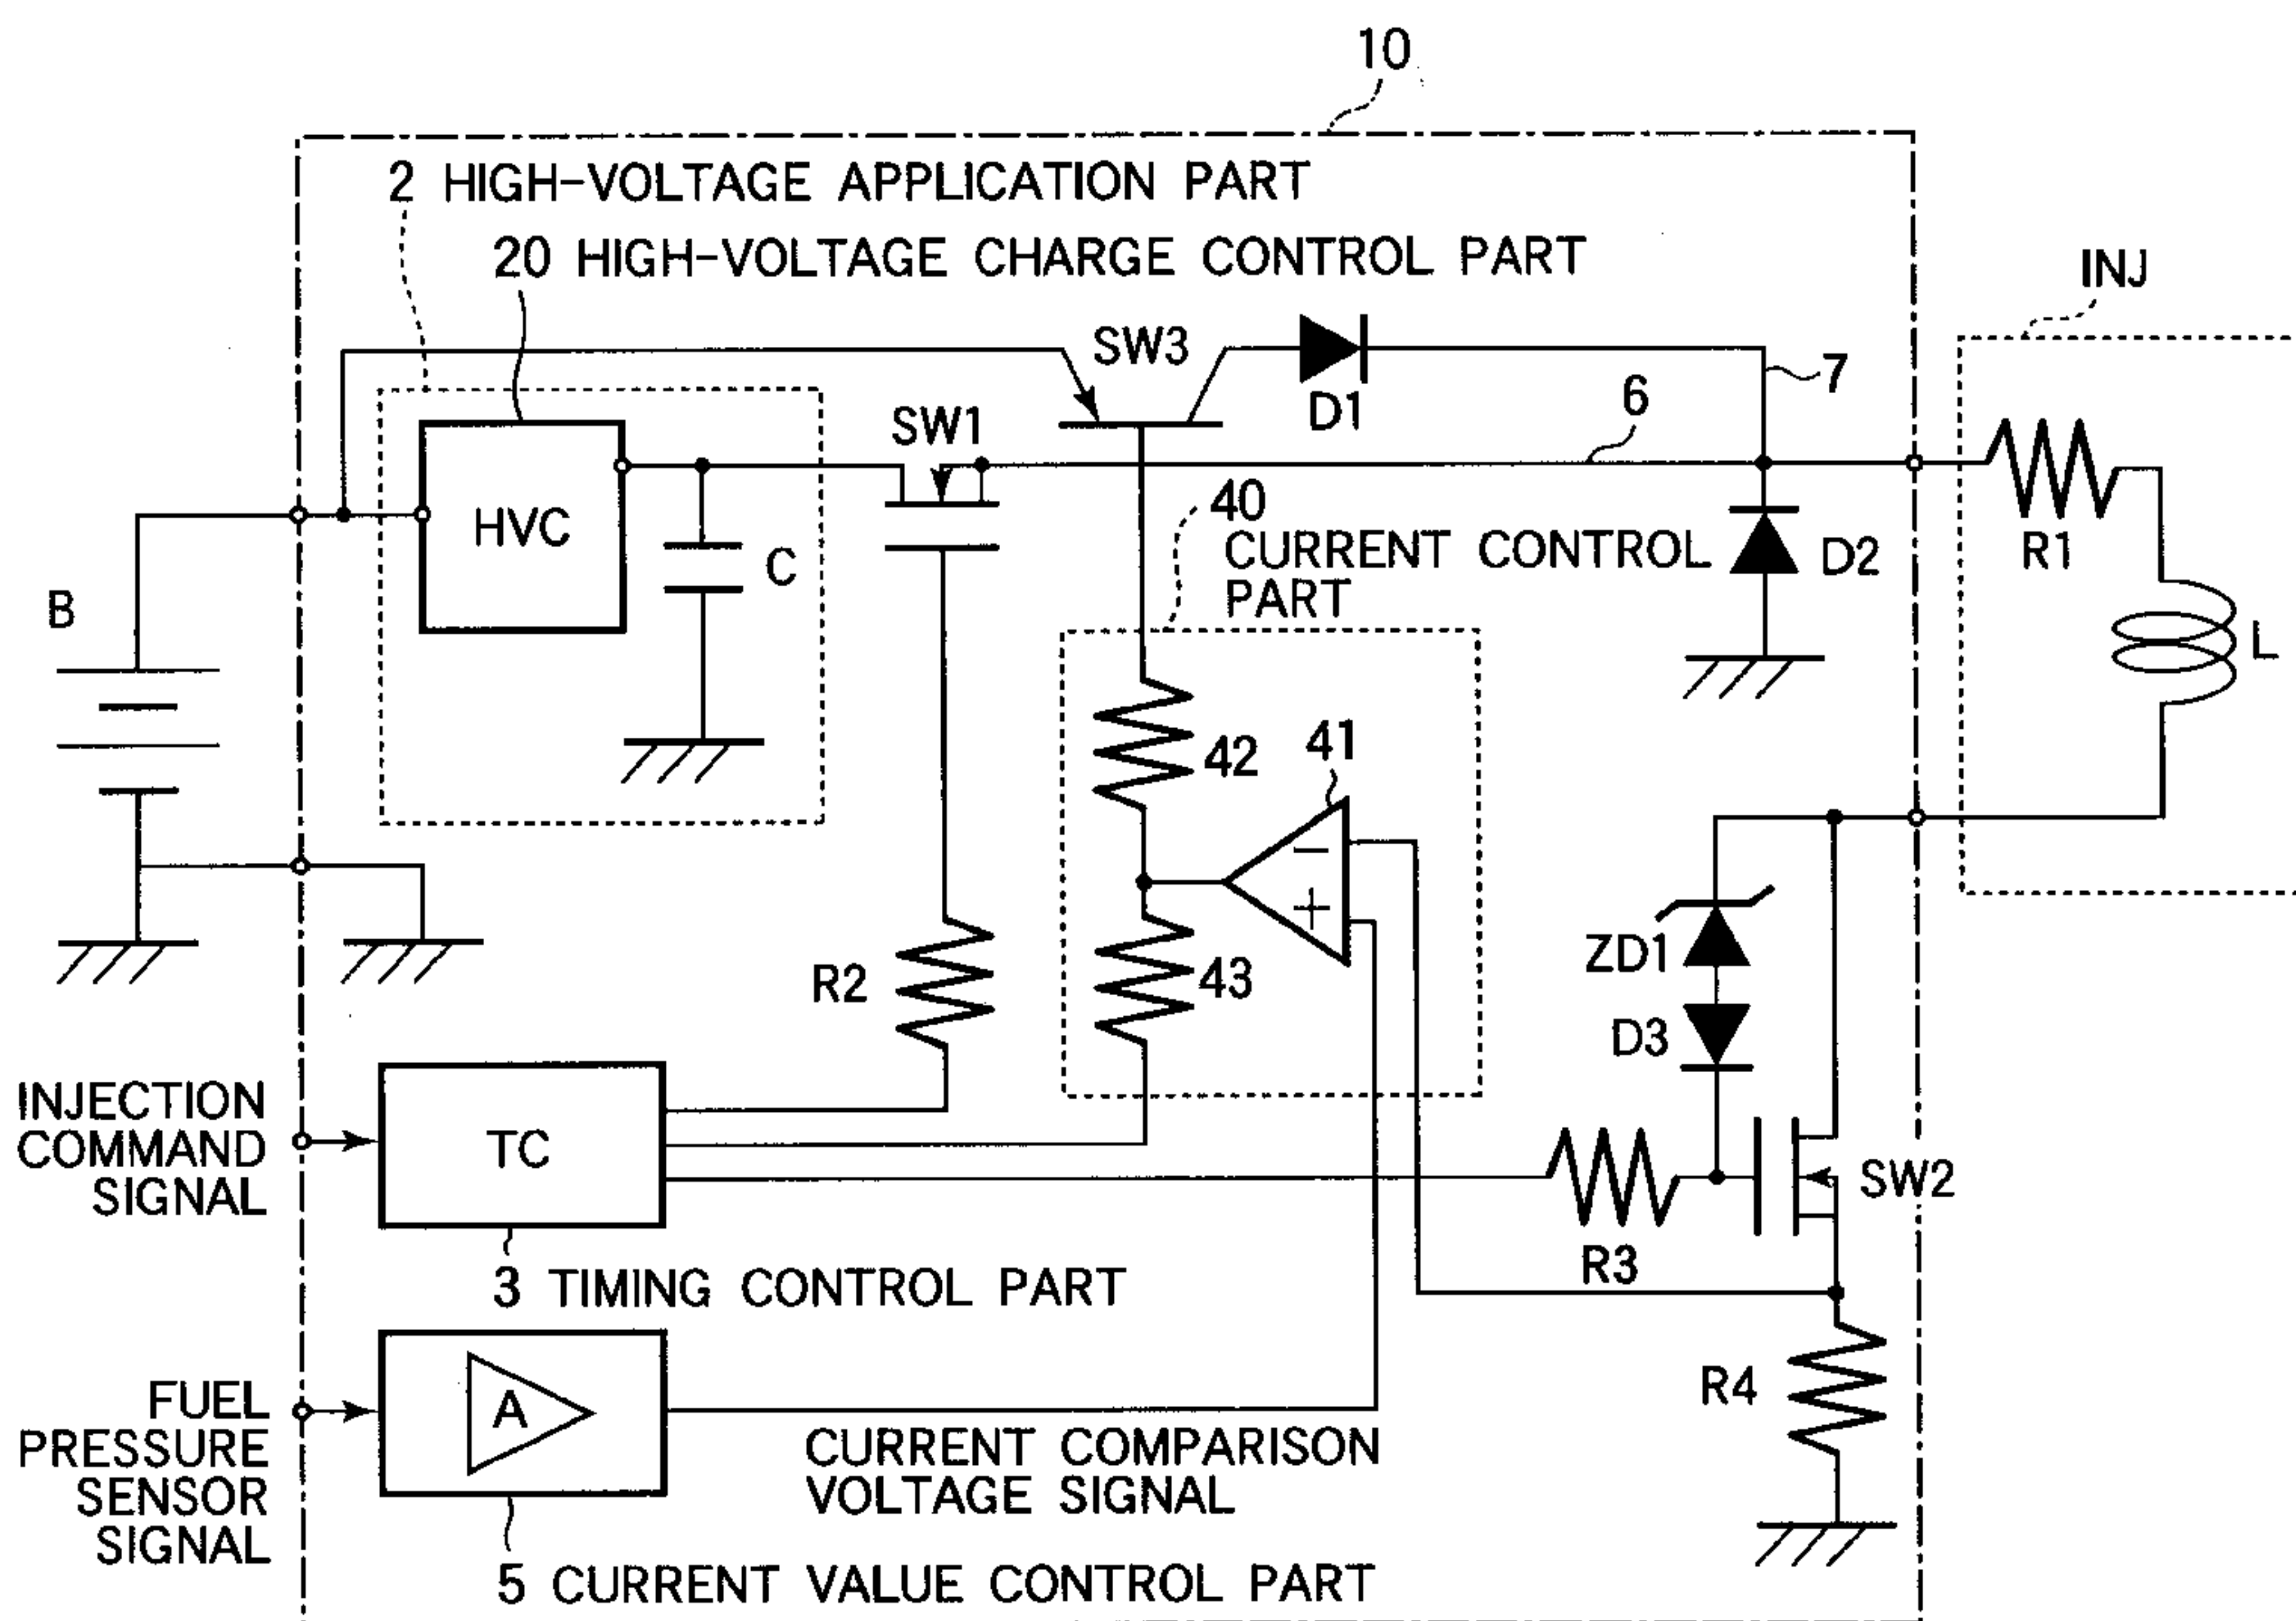 10
2 HIGH-VOLTAGE APPLICATION PART
20 HIGH-VOLTAGE CHARGE CONTROL PART
INJ
SW3
D1
7
6
SW1
40
CURRENT CONTROL
PART
HVC
C
D2
R1
L
B
42
41
−
+
43
R2
ZD1
D3
INJECTION
COMMAND
SIGNAL
TC
SW2
R3
3 TIMING CONTROL PART
R4
FUEL
PRESSURE
SENSOR
SIGNAL
A
CURRENT COMPARISON
VOLTAGE SIGNAL
5 CURRENT VALUE CONTROL PART